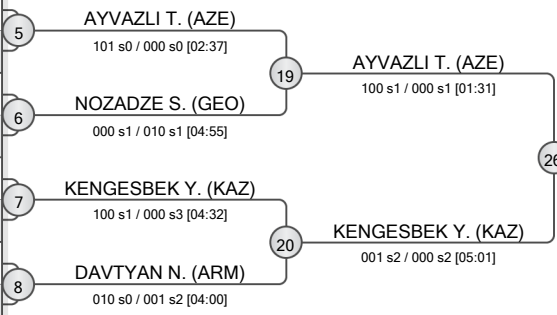 5
AYVAZLI T. (AZE)
101 s0 / 000 s0 [02:37]
19
AYVAZLI T. (AZE)
100 s1 / 000 s1 [01:31]
6
NOZADZE S. (GEO)
000 s1 / 010 s1 [04:55]
26
7
KENGESBEK Y. (KAZ)
100 s1 / 000 s3 [04:32]
20
KENGESBEK Y. (KAZ)
001 s2 / 000 s2 [05:01]
8
DAVTYAN N. (ARM)
010 s0 / 001 s2 [04:00]